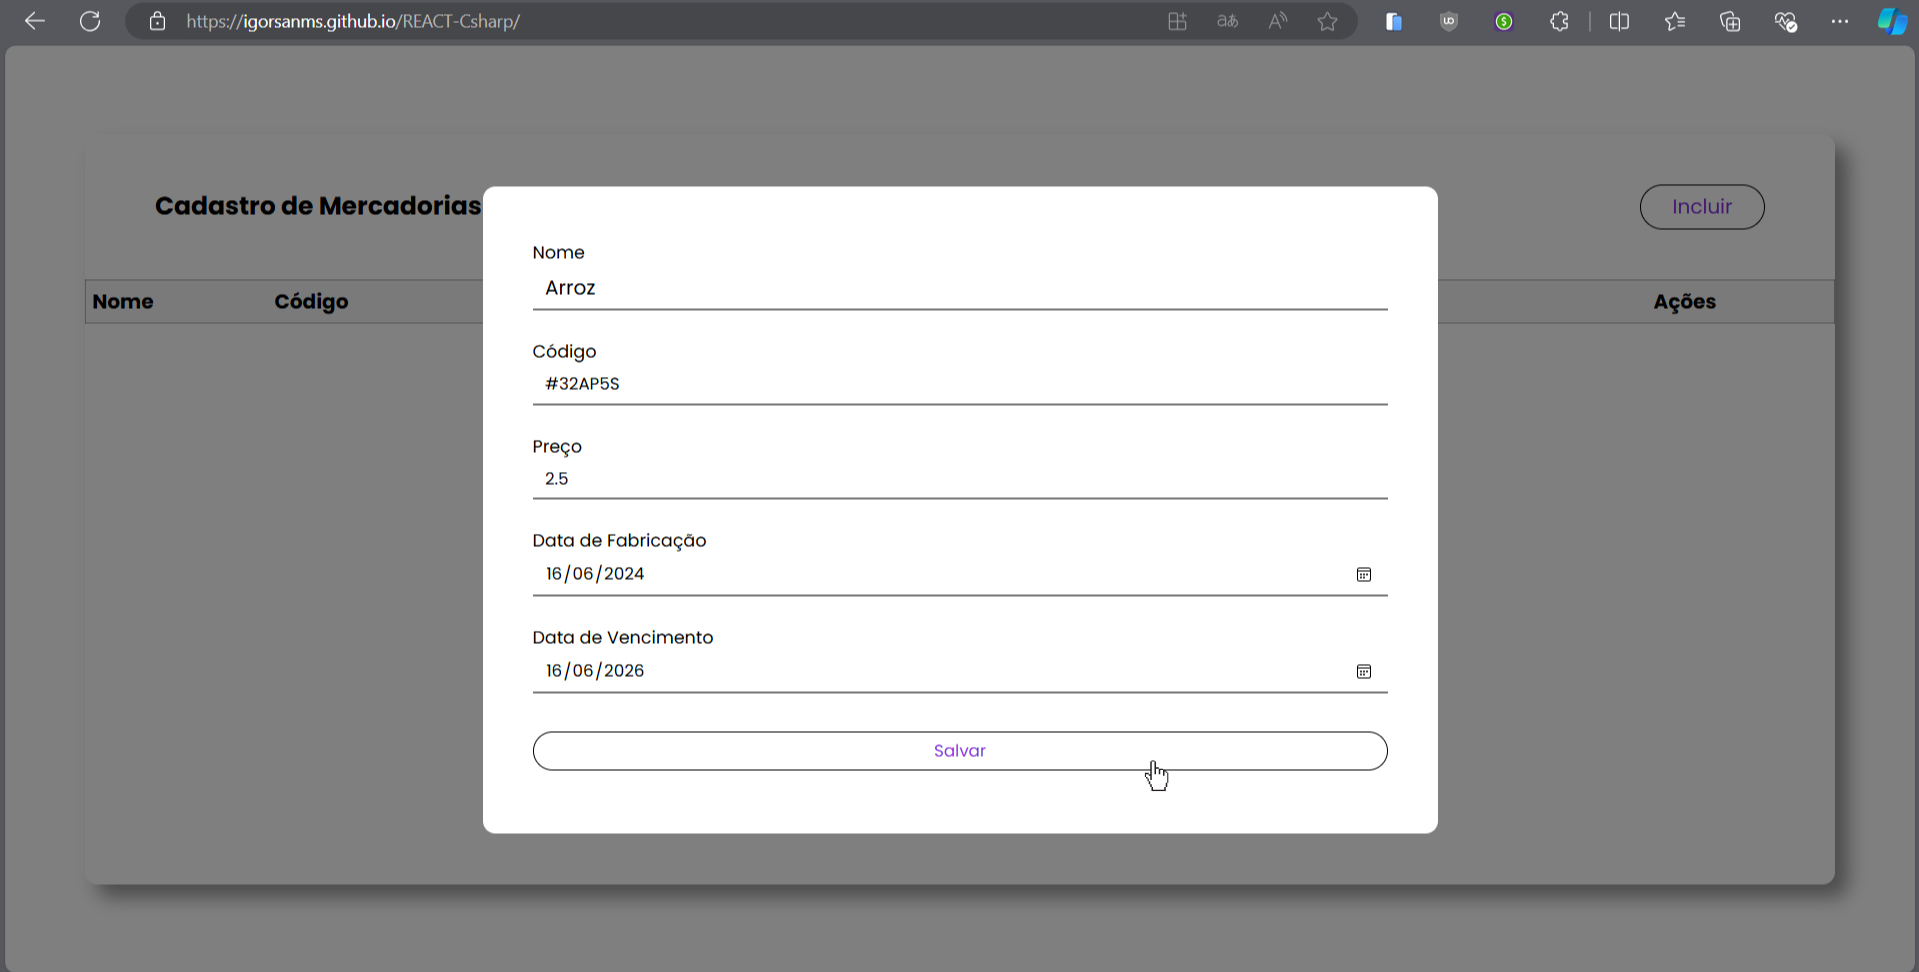 https://igorsanms.github.io/REACT-Csharp/
Cadastro de Mercadorias
Incluir
Nome Código Ações
Nome
Arroz
Código
#32AP5S
Preço
2.5
Data de Fabricação
16/06/2024
Data de Vencimento
16/06/2026
Salvar